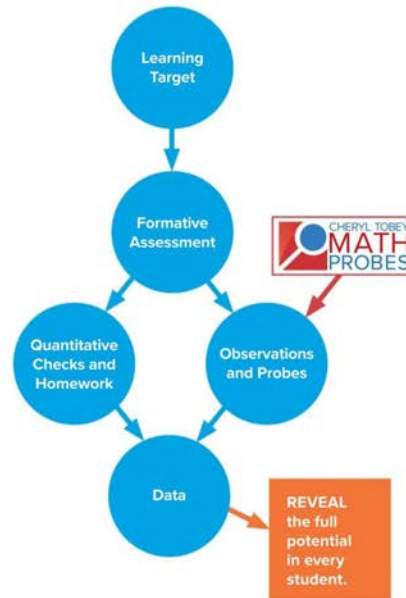 Learning
Target
Formative
Assessment
CHERYL TOBEY
MATH
PROBES
Quantitative
Checks and
Homework
Observations
and Probes
Data
REVEAL
the full
potential
in every
student.